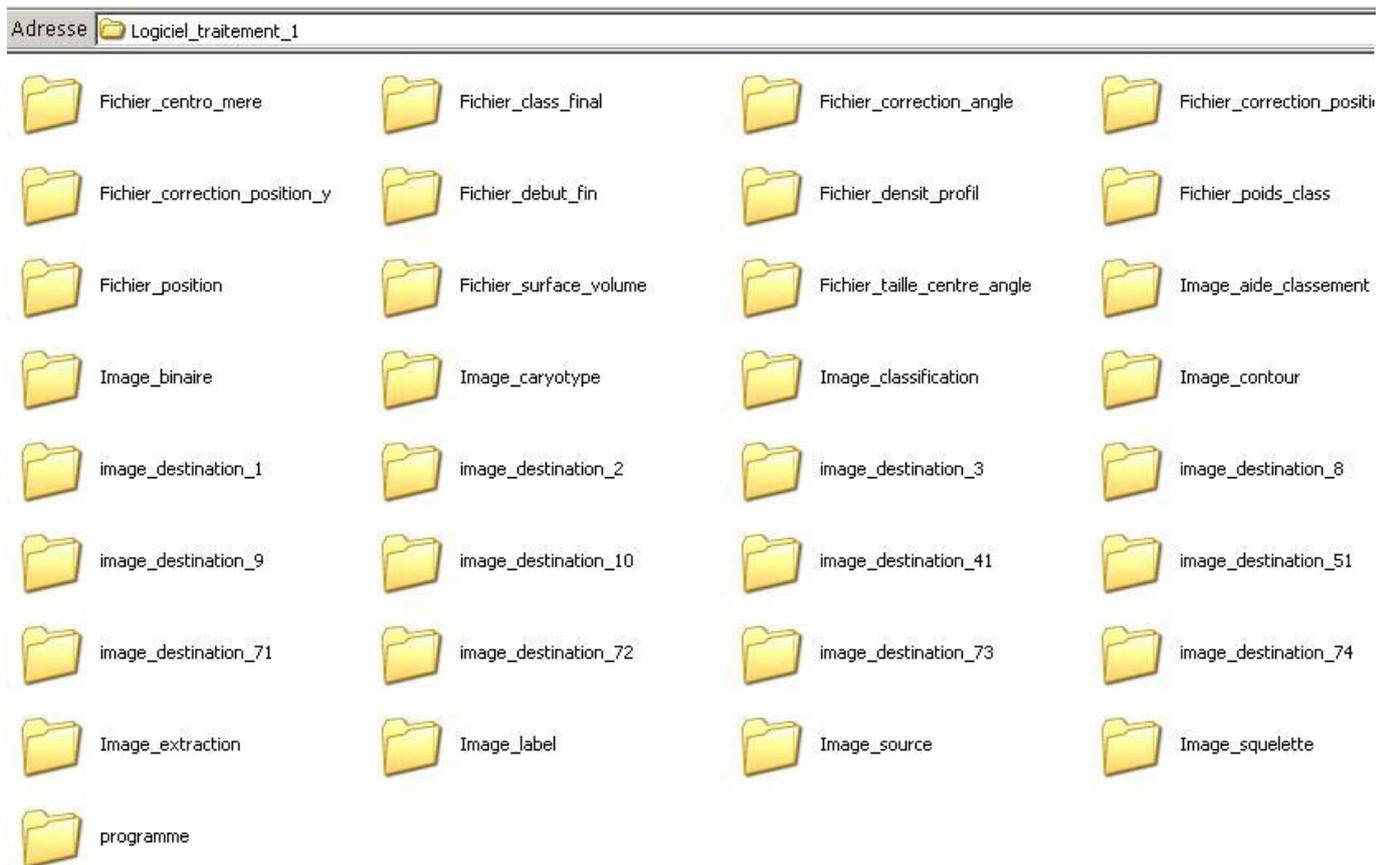 Adresse Logiciel_traitement_1
Fichier_centro_mere Fichier_class_final Fichier_correction_angle Fichier_correction_positi
Fichier_correction_position_y Fichier_debut_fin Fichier_densit_profil Fichier_poids_class
Fichier_position Fichier_surface_volume Fichier_taille_centre_angle Image_aide_classement
Image_binaire Image_caryotype Image_classification Image_contour
image_destination_1 image_destination_2 image_destination_3 image_destination_8
image_destination_9 image_destination_10 image_destination_41 image_destination_51
image_destination_71 image_destination_72 image_destination_73 image_destination_74
Image_extraction Image_label Image_source Image_squelette
programme